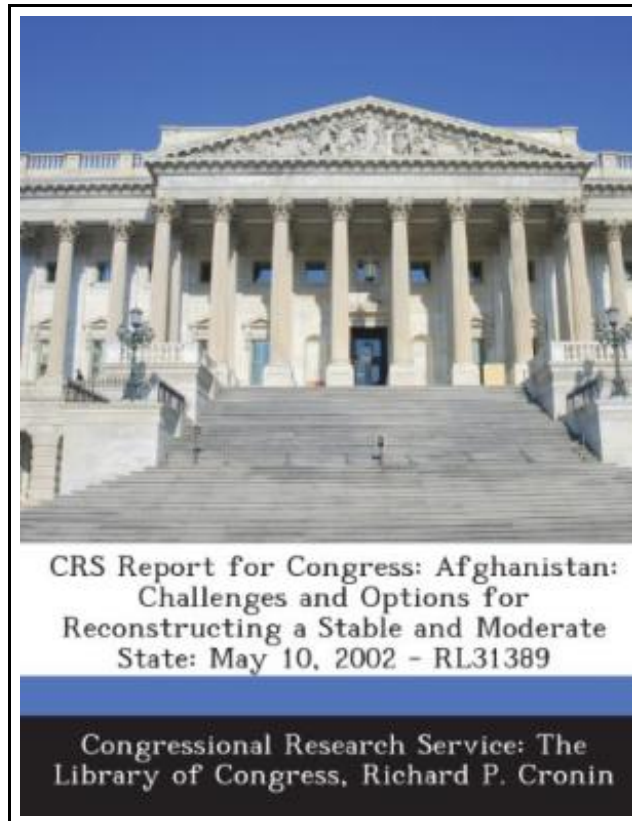 CRS Report for Congress: Afghanistan:
Challenges and Options for
Reconstructing a Stable and Moderate
State: May 10, 2002 - RL31389
Congressional Research Service: The
Library of Congress, Richard P. Cronin